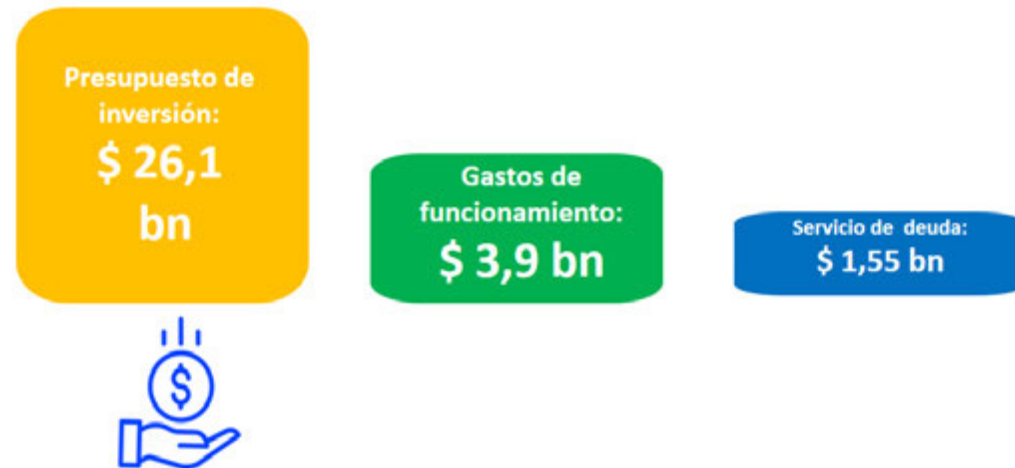 Presupuesto de
inversión:
$ 26,1
bn
Gastos de
funcionamiento:
$ 3,9 bn
Servicio de deuda:
$ 1,55 bn
$